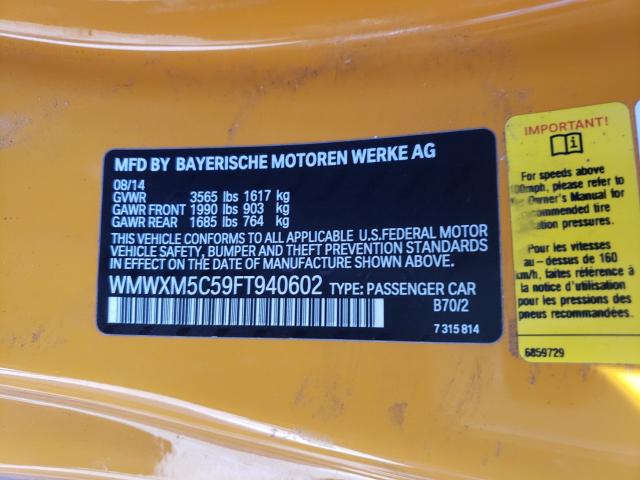 MFD BY BAYERISCHE MOTOREN WERKE AG
08/14
GVWR 3565 lbs 1617 kg
GAWR FRONT 1990 lbs 903 kg
GAWR REAR 1685 lbs 764 kg
THIS VEHICLE CONFORMS TO ALL APPLICABLE U.S.FEDERAL MOTOR
VEHICLE SAFETY, BUMPER AND THEFT PREVENTION STANDARDS
IN EFFECT ON THE DATE OF MANUFACTURE SHOWN ABOVE.
WMWXM5C59FT940602 TYPE: PASSENGER CAR
B70/2
7 315 814
IMPORTANT!
For speeds above
100mph, please refer to
the Owner's Manual for
recommended tire
inflation pressures.
Pour les vitesses
au - dessus de 160
km/h, faites référence à
la notice d'utilisation
pour les pressions de
pneus recommandées.
6859729